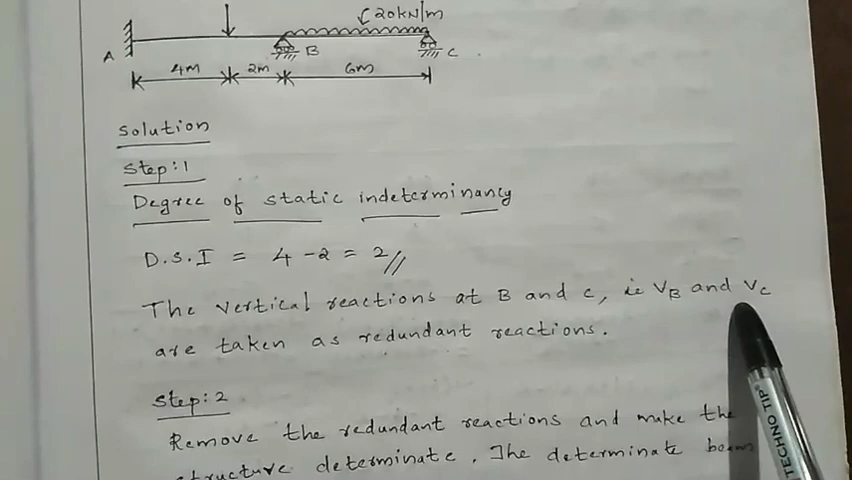 20kN/m
A B C
4m 2m 6m
Solution
Step:1
Degree of static indeterminancy
D.S.I = 4 - 2 = 2//
The vertical reactions at B and c, ie VB and Vc
are taken as redundant reactions.
Step:2
Remove the redundant reactions and make the
structure determinate. The determinate beam
TECHNO TIP